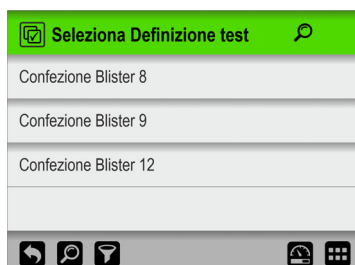 Seleziona Definizione test
Confezione Blister 8
Confezione Blister 9
Confezione Blister 12